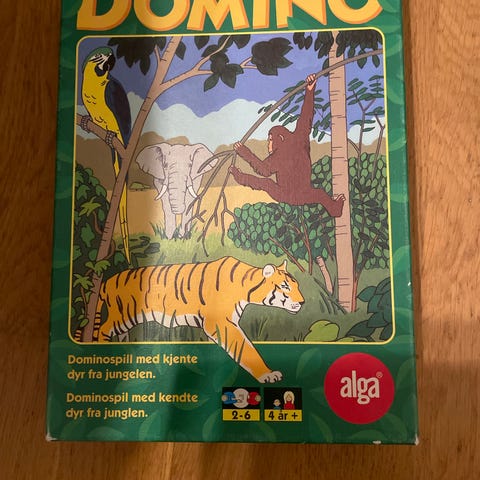 DOMINO
Dominospill med kjente
dyr fra jungelen.
Dominospil med kendte
dyr fra junglen.
2-6
4 år +
alga®